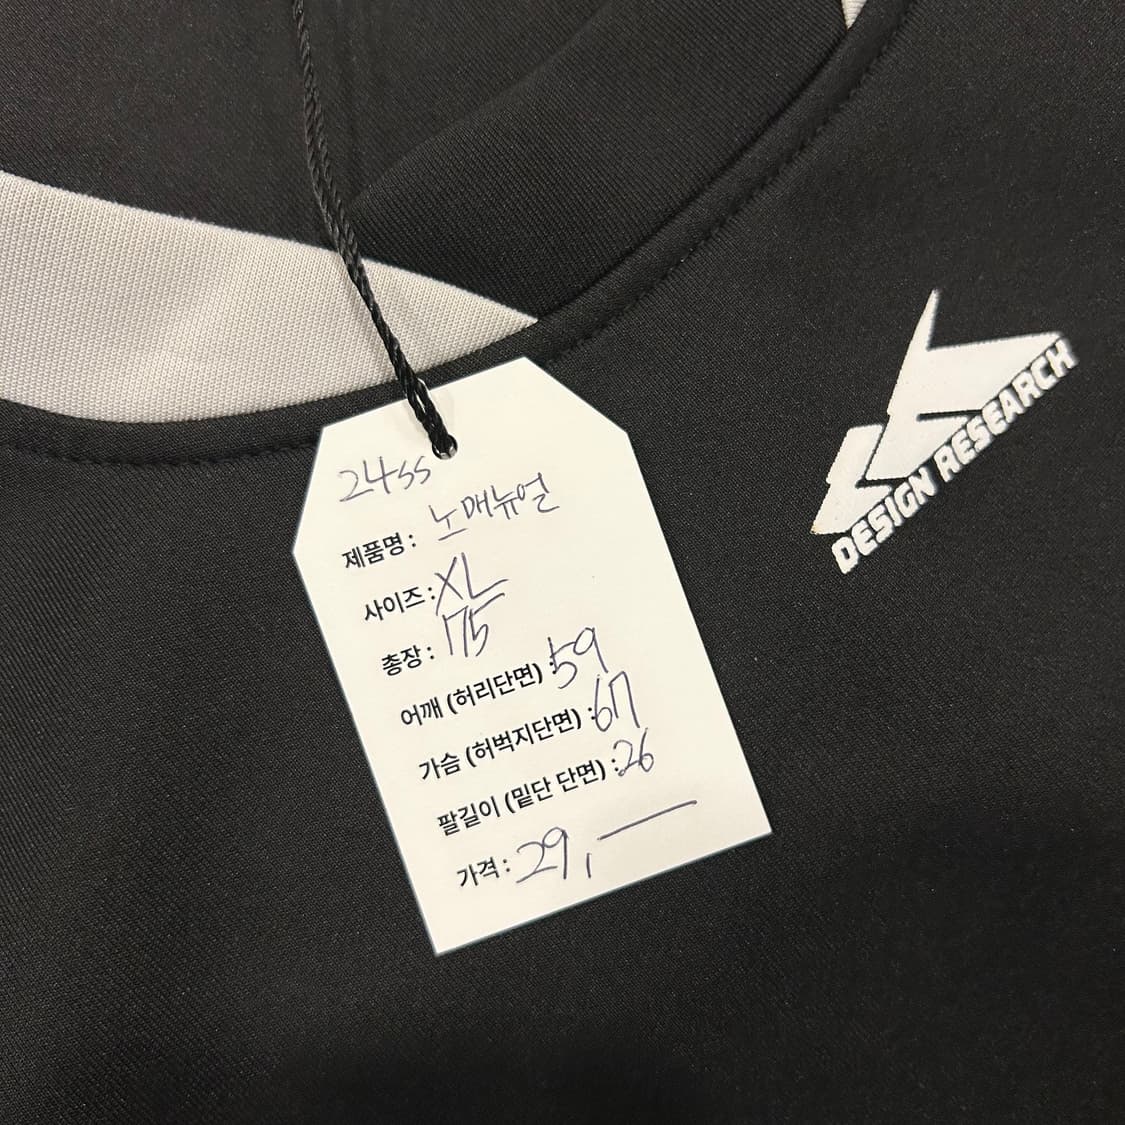 24ss
제품명 : 노매뉴얼
사이즈 : XL
총장 : 175
어깨 (허리단면) : 59
가슴 (허벅지단면) : 67
팔길이 (밑단 단면) : 26
가격 : 29,—
DESIGN RESEARCH